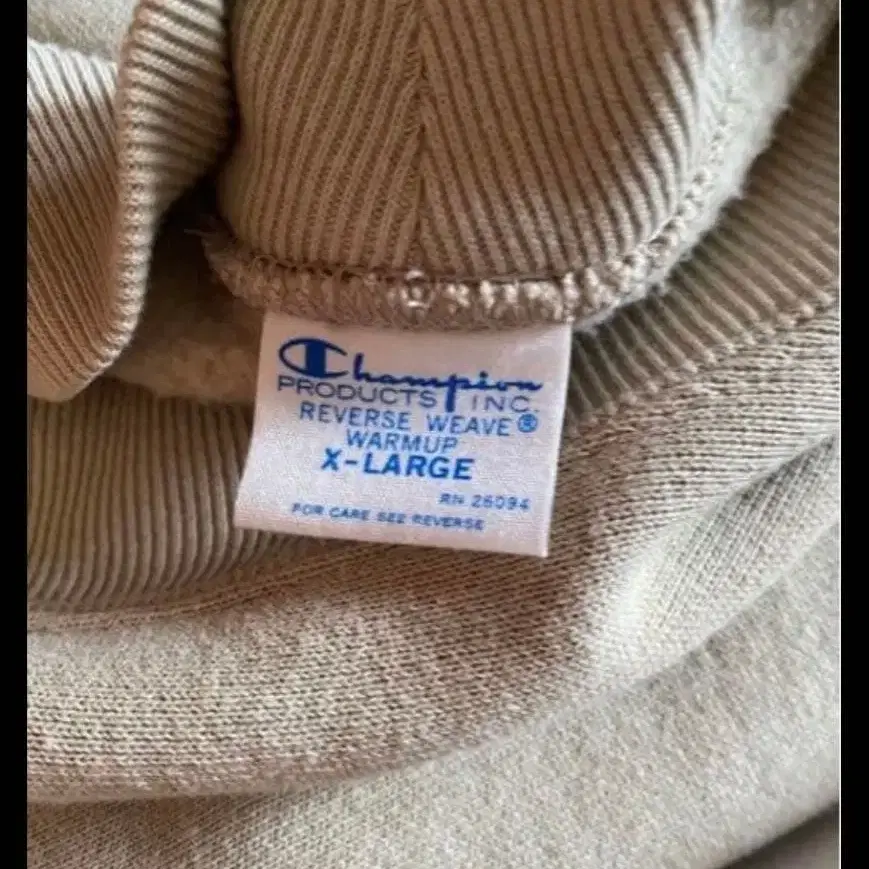 Champion
PRODUCTS INC.
REVERSE WEAVE®
WARMUP
X-LARGE
RN 26094
FOR CARE SEE REVERSE